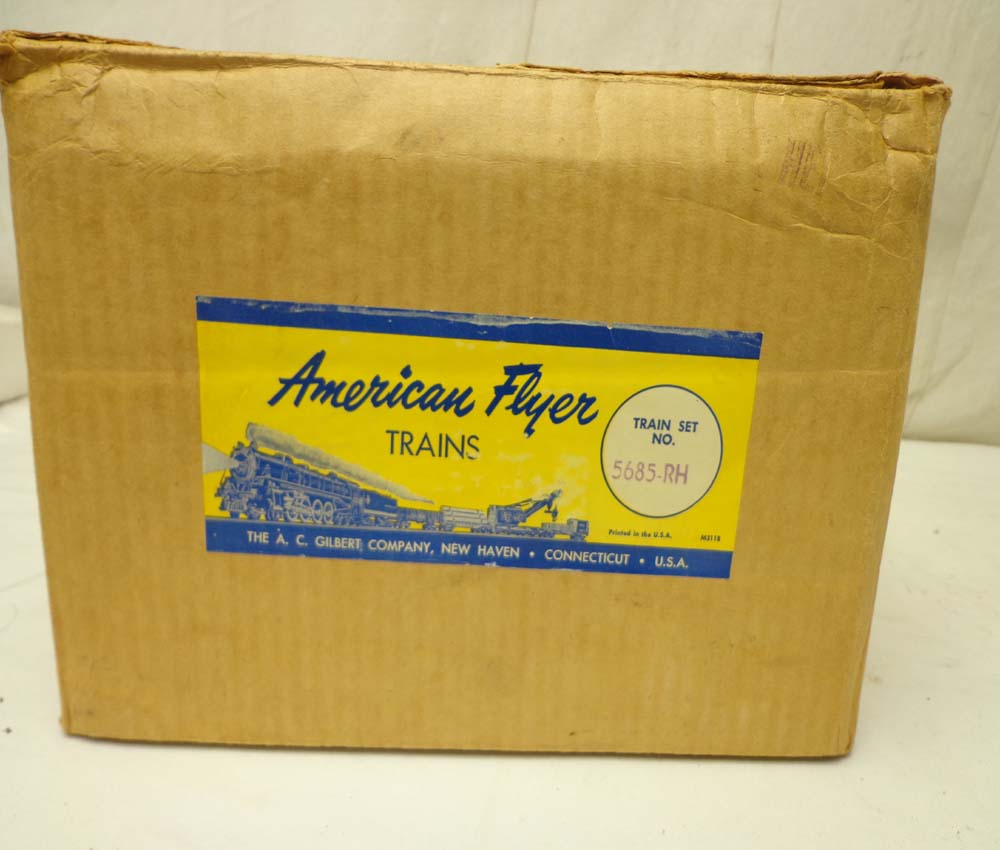 American Flyer
TRAINS
TRAIN SET
NO.
5685-RH
Printed in the U.S.A. M3118
THE A. C. GILBERT COMPANY, NEW HAVEN • CONNECTICUT • U.S.A.